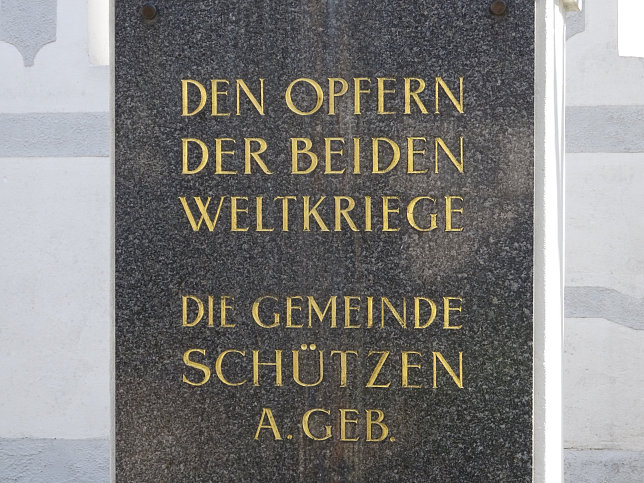 DEN OPFERN
DER BEIDEN
WELTKRIEGE
DIE GEMEINDE
SCHÜTZEN
A. GEB.